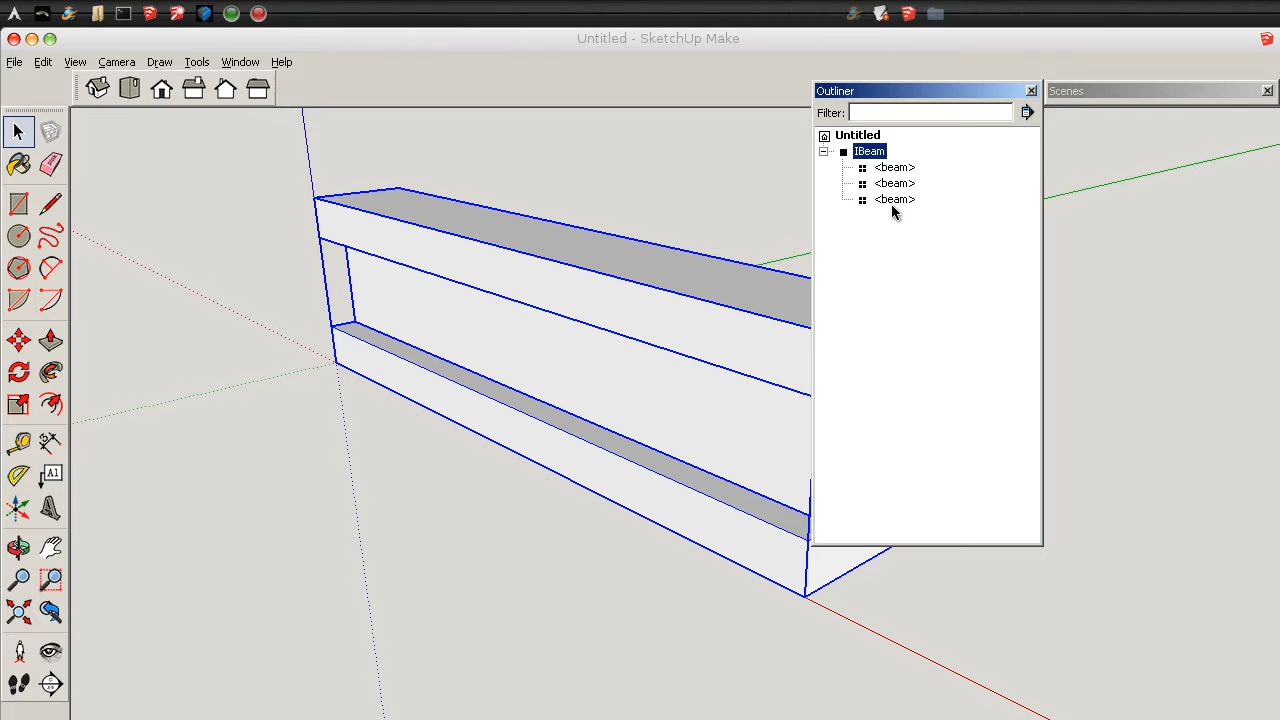 Untitled - SketchUp Make
File Edit View Camera Draw Tools Window Help
Outliner
Scenes
Filter:
Untitled
IBeam
<beam>
<beam>
<beam>
A1